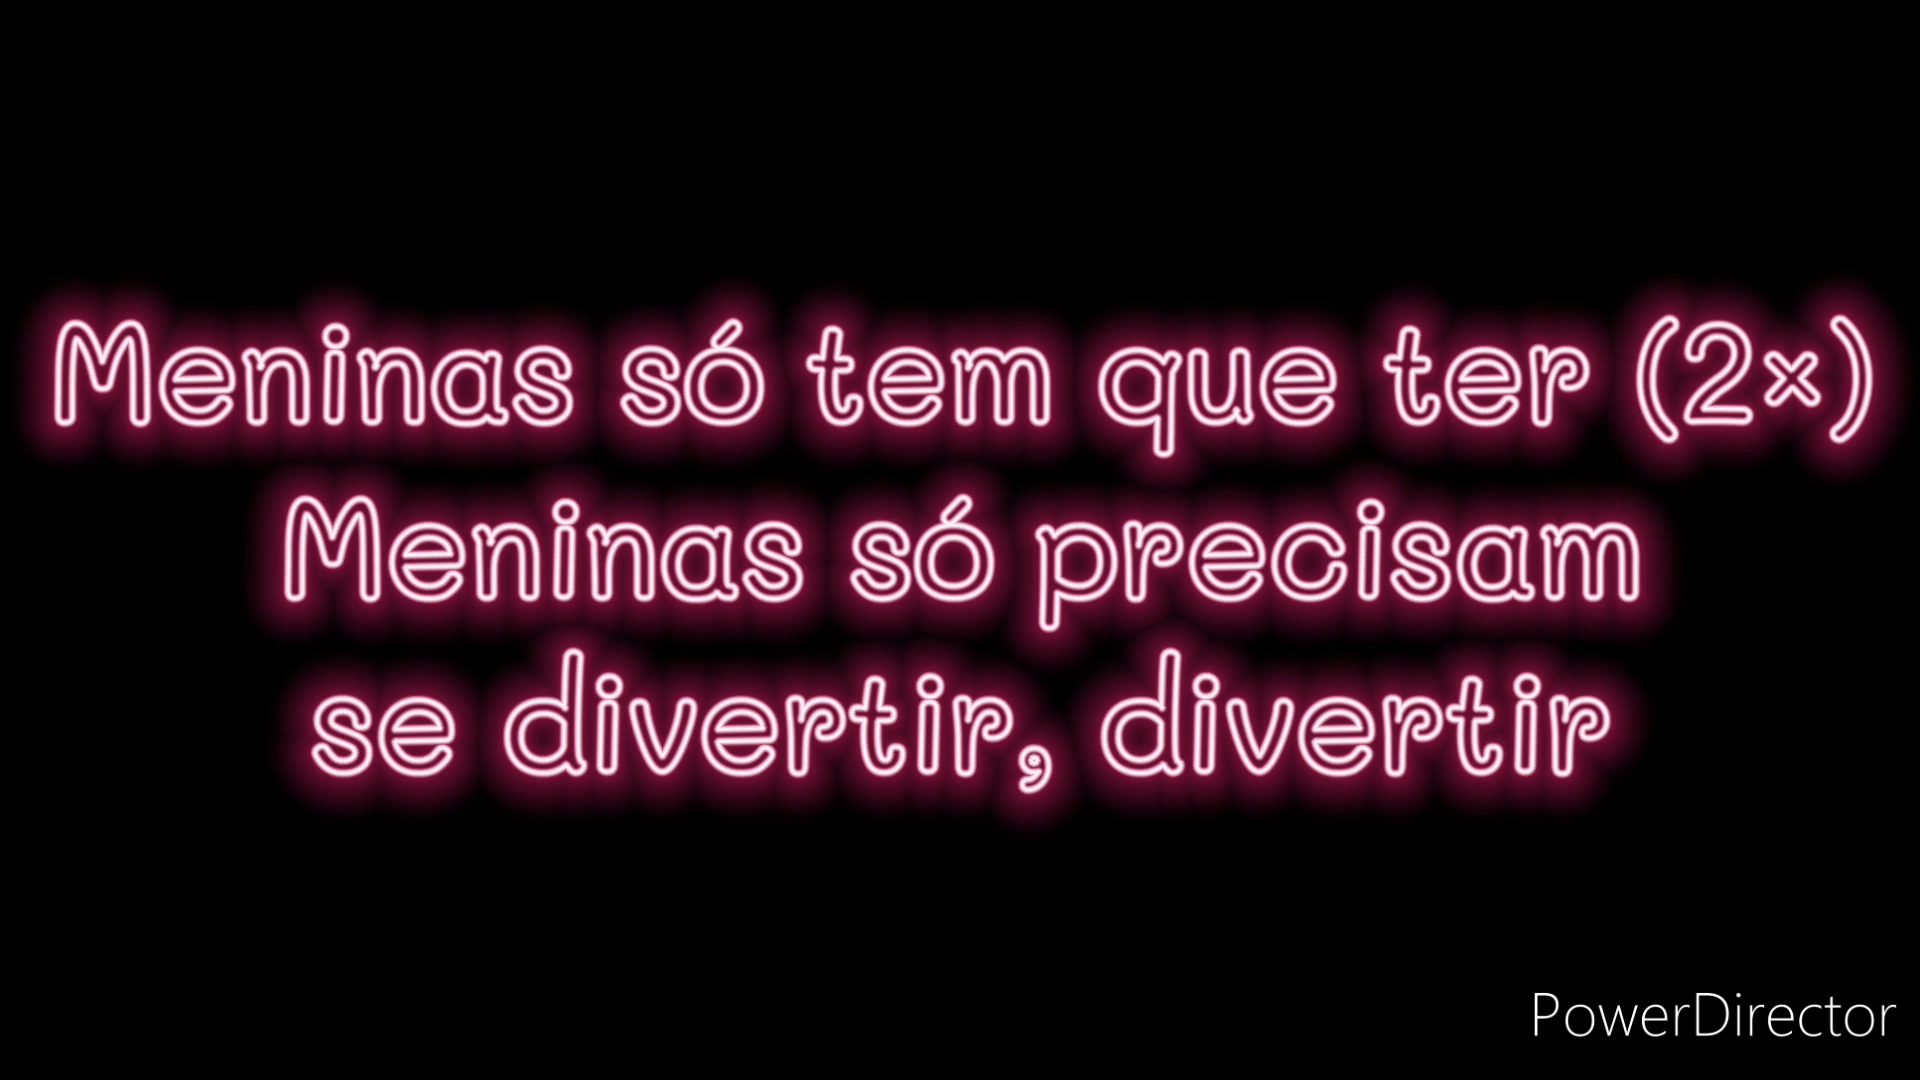 Meninas só tem que ter (2×)
Meninas só precisam
se divertir, divertir
PowerDirector